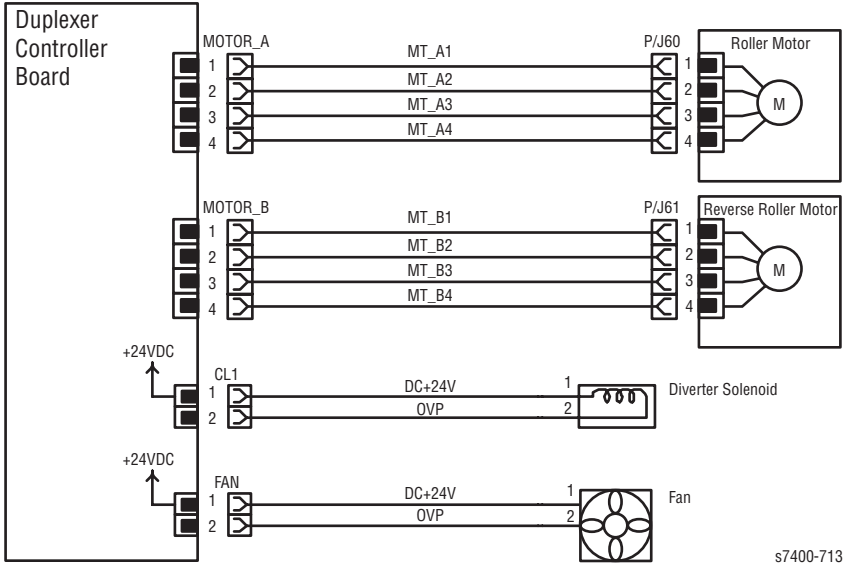 Duplexer
Controller
Board
MOTOR_A
P/J60
Roller Motor
1
MT_A1
1
2
MT_A2
2
3
MT_A3
3
4
MT_A4
4
M
MOTOR_B
P/J61
Reverse Roller Motor
1
MT_B1
1
2
MT_B2
2
3
MT_B3
3
4
MT_B4
4
M
+24VDC
CL1
1
DC+24V
1
Diverter Solenoid
2
OVP
2
+24VDC
FAN
1
DC+24V
1
Fan
2
OVP
2
s7400-713